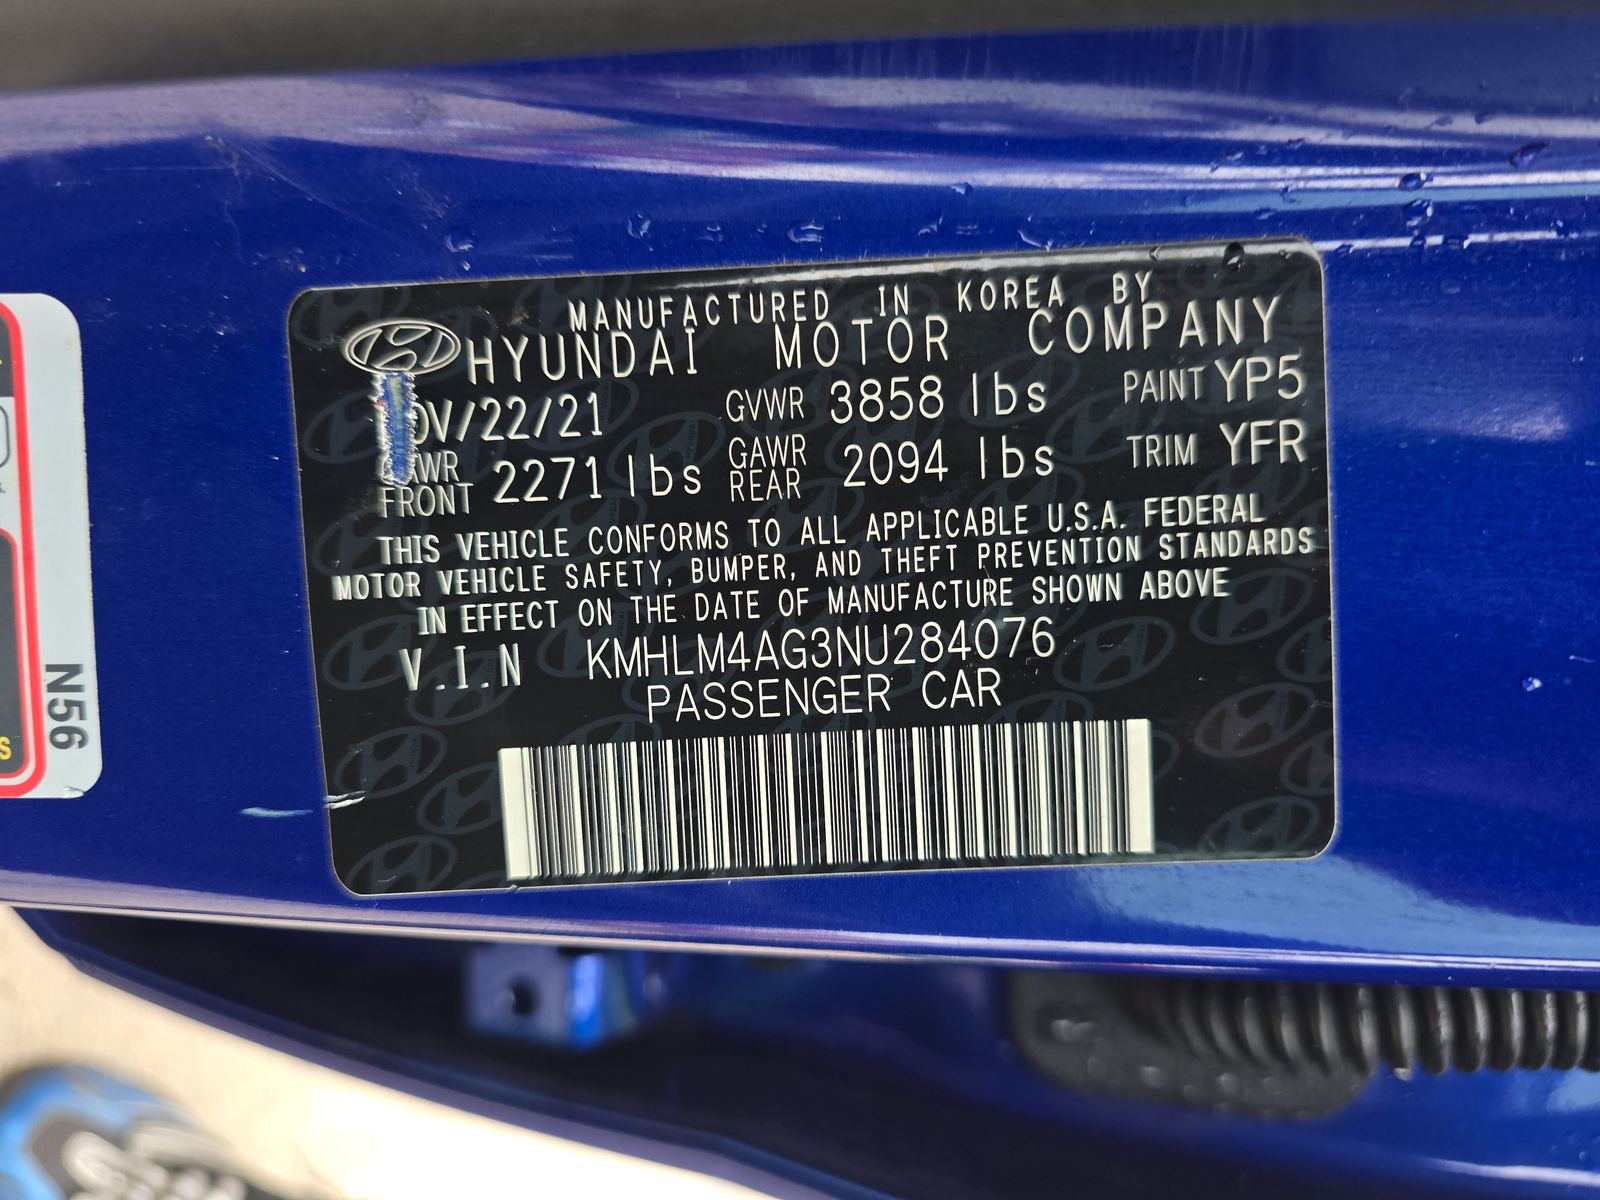 MANUFACTURED IN KOREA BY
HYUNDAI MOTOR COMPANY
OV/22/21 GVWR 3858 lbs PAINT YP5
GAWR FRONT 2271 lbs GAWR REAR 2094 lbs TRIM YFR
THIS VEHICLE CONFORMS TO ALL APPLICABLE U.S.A. FEDERAL
MOTOR VEHICLE SAFETY, BUMPER, AND THEFT PREVENTION STANDARDS
IN EFFECT ON THE DATE OF MANUFACTURE SHOWN ABOVE
V.I.N KMHLM4AG3NU284076
PASSENGER CAR
N56
S